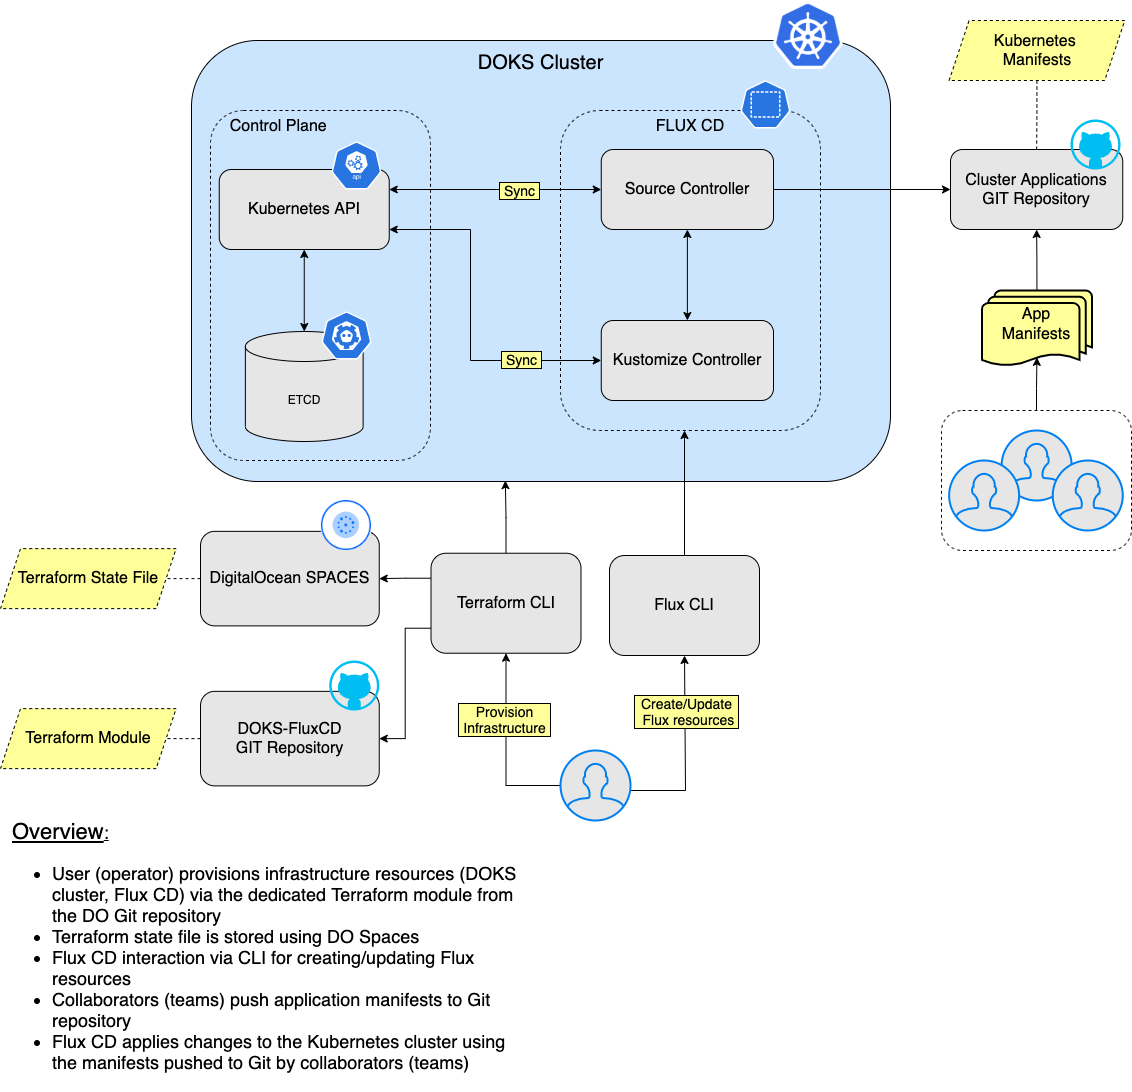 DOKS Cluster
Kubernetes
Manifests
Control Plane
FLUX CD
api
Kubernetes API
Sync
Source Controller
Cluster Applications
GIT Repository
App
Manifests
Sync
Kustomize Controller
ETCD
Terraform State File
DigitalOcean SPACES
Terraform CLI
Flux CLI
Provision
Infrastructure
Create/Update
Flux resources
Terraform Module
DOKS-FluxCD
GIT Repository
Overview:
• User (operator) provisions infrastructure resources (DOKS
cluster, Flux CD) via the dedicated Terraform module from
the DO Git repository
• Terraform state file is stored using DO Spaces
• Flux CD interaction via CLI for creating/updating Flux
resources
• Collaborators (teams) push application manifests to Git
repository
• Flux CD applies changes to the Kubernetes cluster using
the manifests pushed to Git by collaborators (teams)